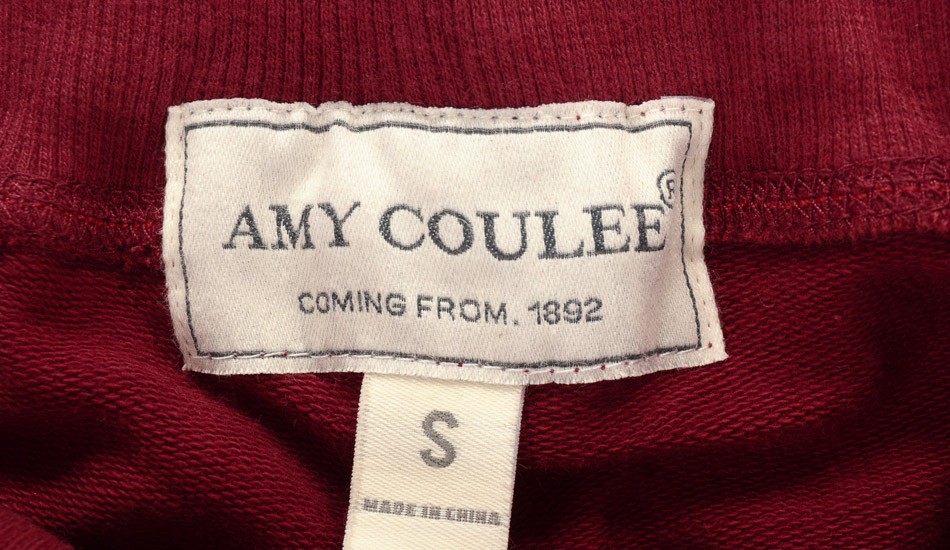 AMY COULEE®
COMING FROM. 1892
S
MADE IN CHINA